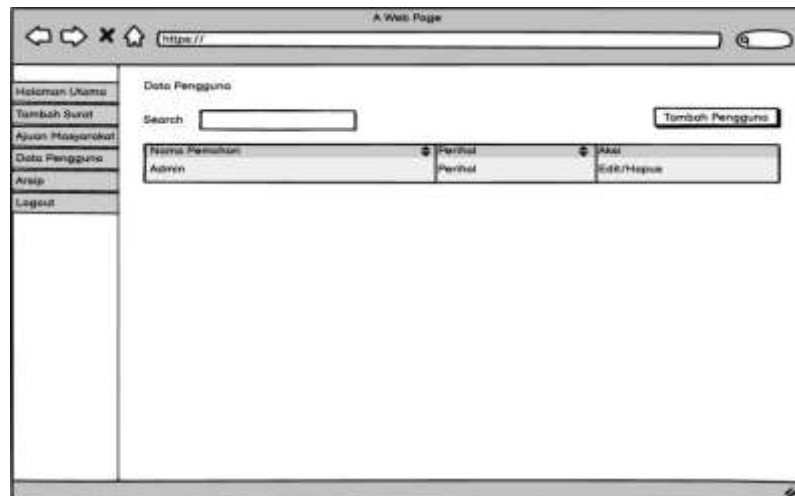 A Web Page
https://
Halaman Utama
Tambah Surat
Ajuan Masyarakat
Data Pengguna
Arsip
Logout
Data Pengguna
Search
Tambah Pengguna
Nama Pemohon Perihal Aksi
Admin Perihal Edit/Hapus